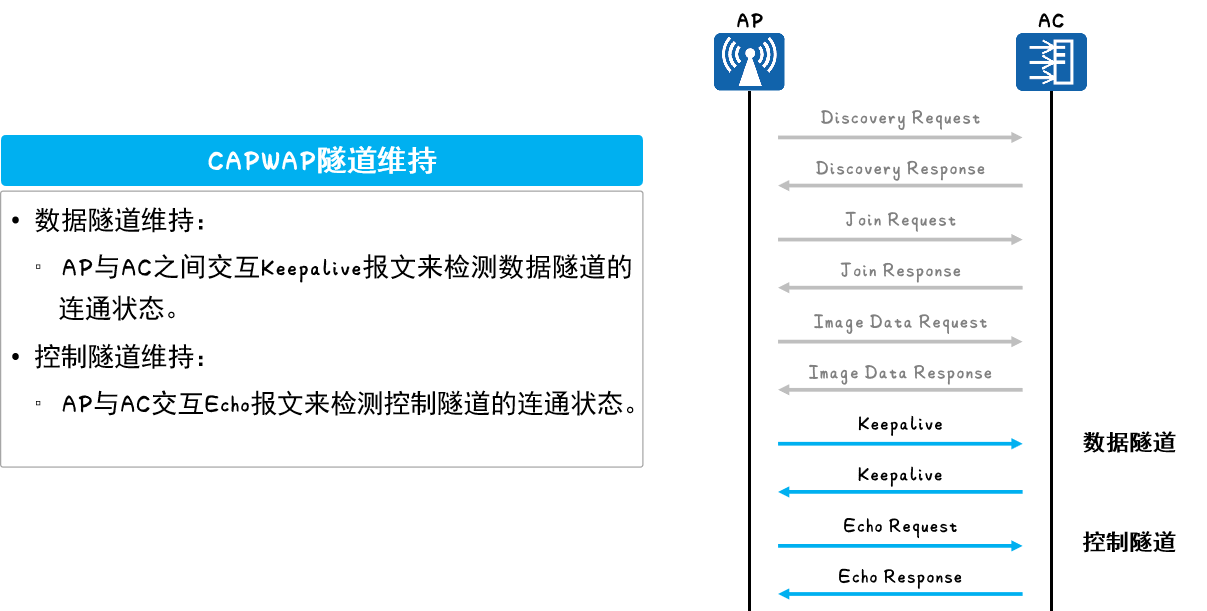 CAPWAP隧道维持
• 数据隧道维持：
▫ AP与AC之间交互Keepalive报文来检测数据隧道的
连通状态。
• 控制隧道维持：
▫ AP与AC交互Echo报文来检测控制隧道的连通状态。
AP
AC
Discovery Request
Discovery Response
Join Request
Join Response
Image Data Request
Image Data Response
Keepalive
数据隧道
Keepalive
Echo Request
控制隧道
Echo Response